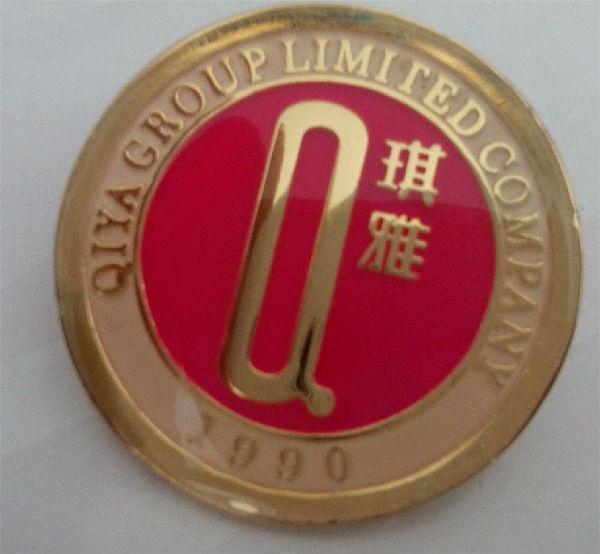 QIYA GROUP LIMITED COMPANY
琪
雅
1990